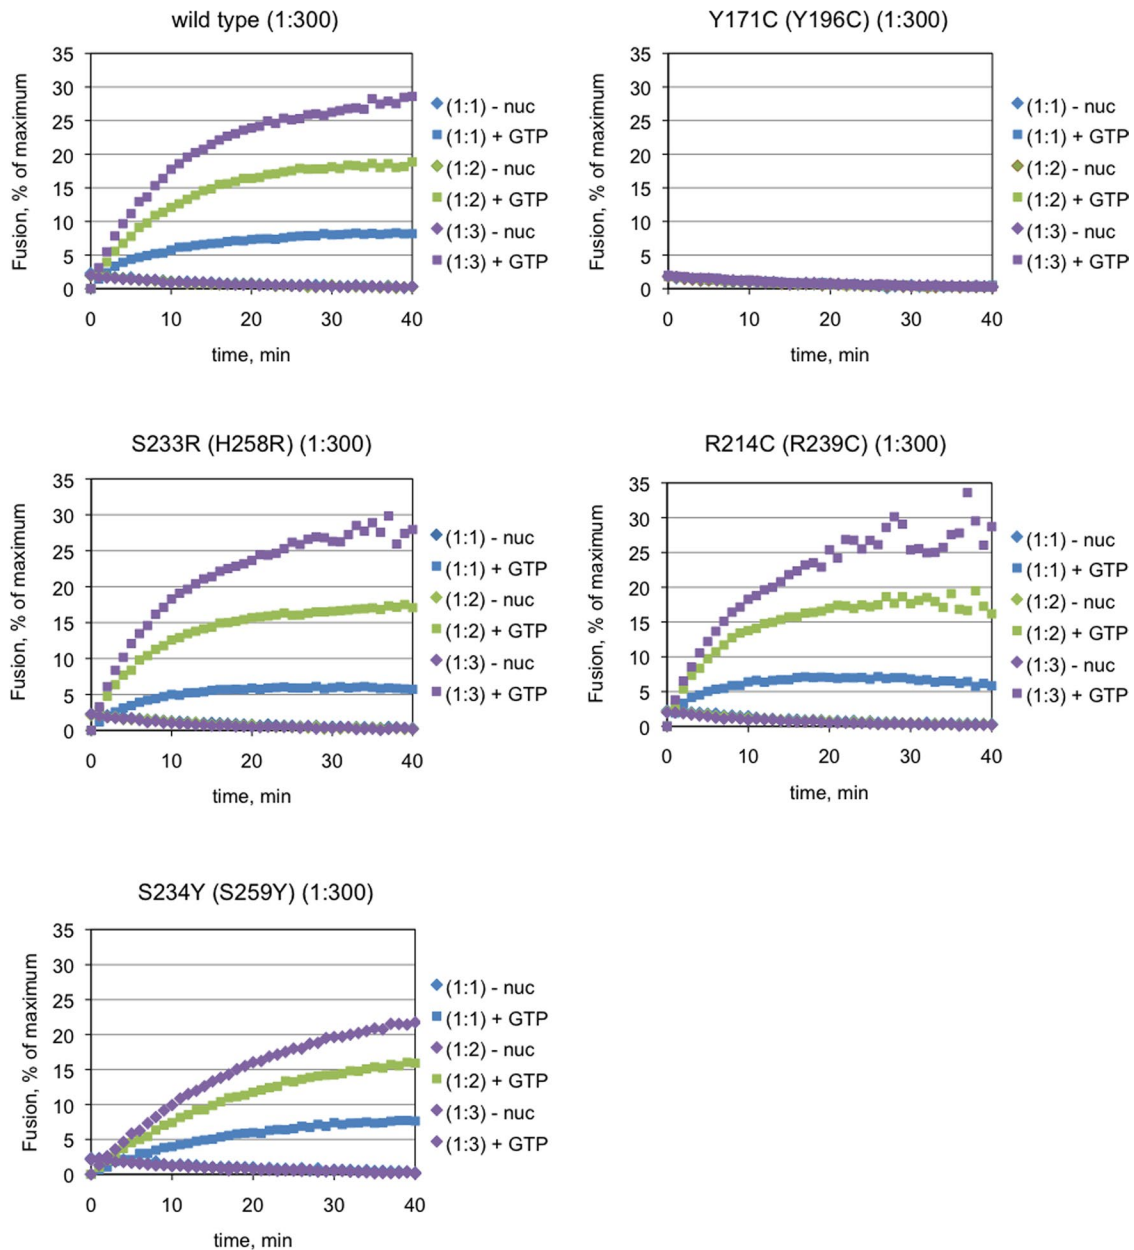 wild type (1:300)
Fusion, % of maximum
35
30
25
20
15
10
5
0
0 10 20 30 40
time, min
(1:1) - nuc
(1:1) + GTP
(1:2) - nuc
(1:2) + GTP
(1:3) - nuc
(1:3) + GTP
Y171C (Y196C) (1:300)
Fusion, % of maximum
35
30
25
20
15
10
5
0
0 10 20 30 40
time, min
(1:1) - nuc
(1:1) + GTP
(1:2) - nuc
(1:2) + GTP
(1:3) - nuc
(1:3) + GTP
S233R (H258R) (1:300)
Fusion, % of maximum
35
30
25
20
15
10
5
0
0 10 20 30 40
time, min
(1:1) - nuc
(1:1) + GTP
(1:2) - nuc
(1:2) + GTP
(1:3) - nuc
(1:3) + GTP
R214C (R239C) (1:300)
Fusion, % of maximum
35
30
25
20
15
10
5
0
0 10 20 30 40
time, min
(1:1) - nuc
(1:1) + GTP
(1:2) - nuc
(1:2) + GTP
(1:3) - nuc
(1:3) + GTP
S234Y (S259Y) (1:300)
Fusion, % of maximum
35
30
25
20
15
10
5
0
0 10 20 30 40
time, min
(1:1) - nuc
(1:1) + GTP
(1:2) - nuc
(1:2) + GTP
(1:3) - nuc
(1:3) + GTP